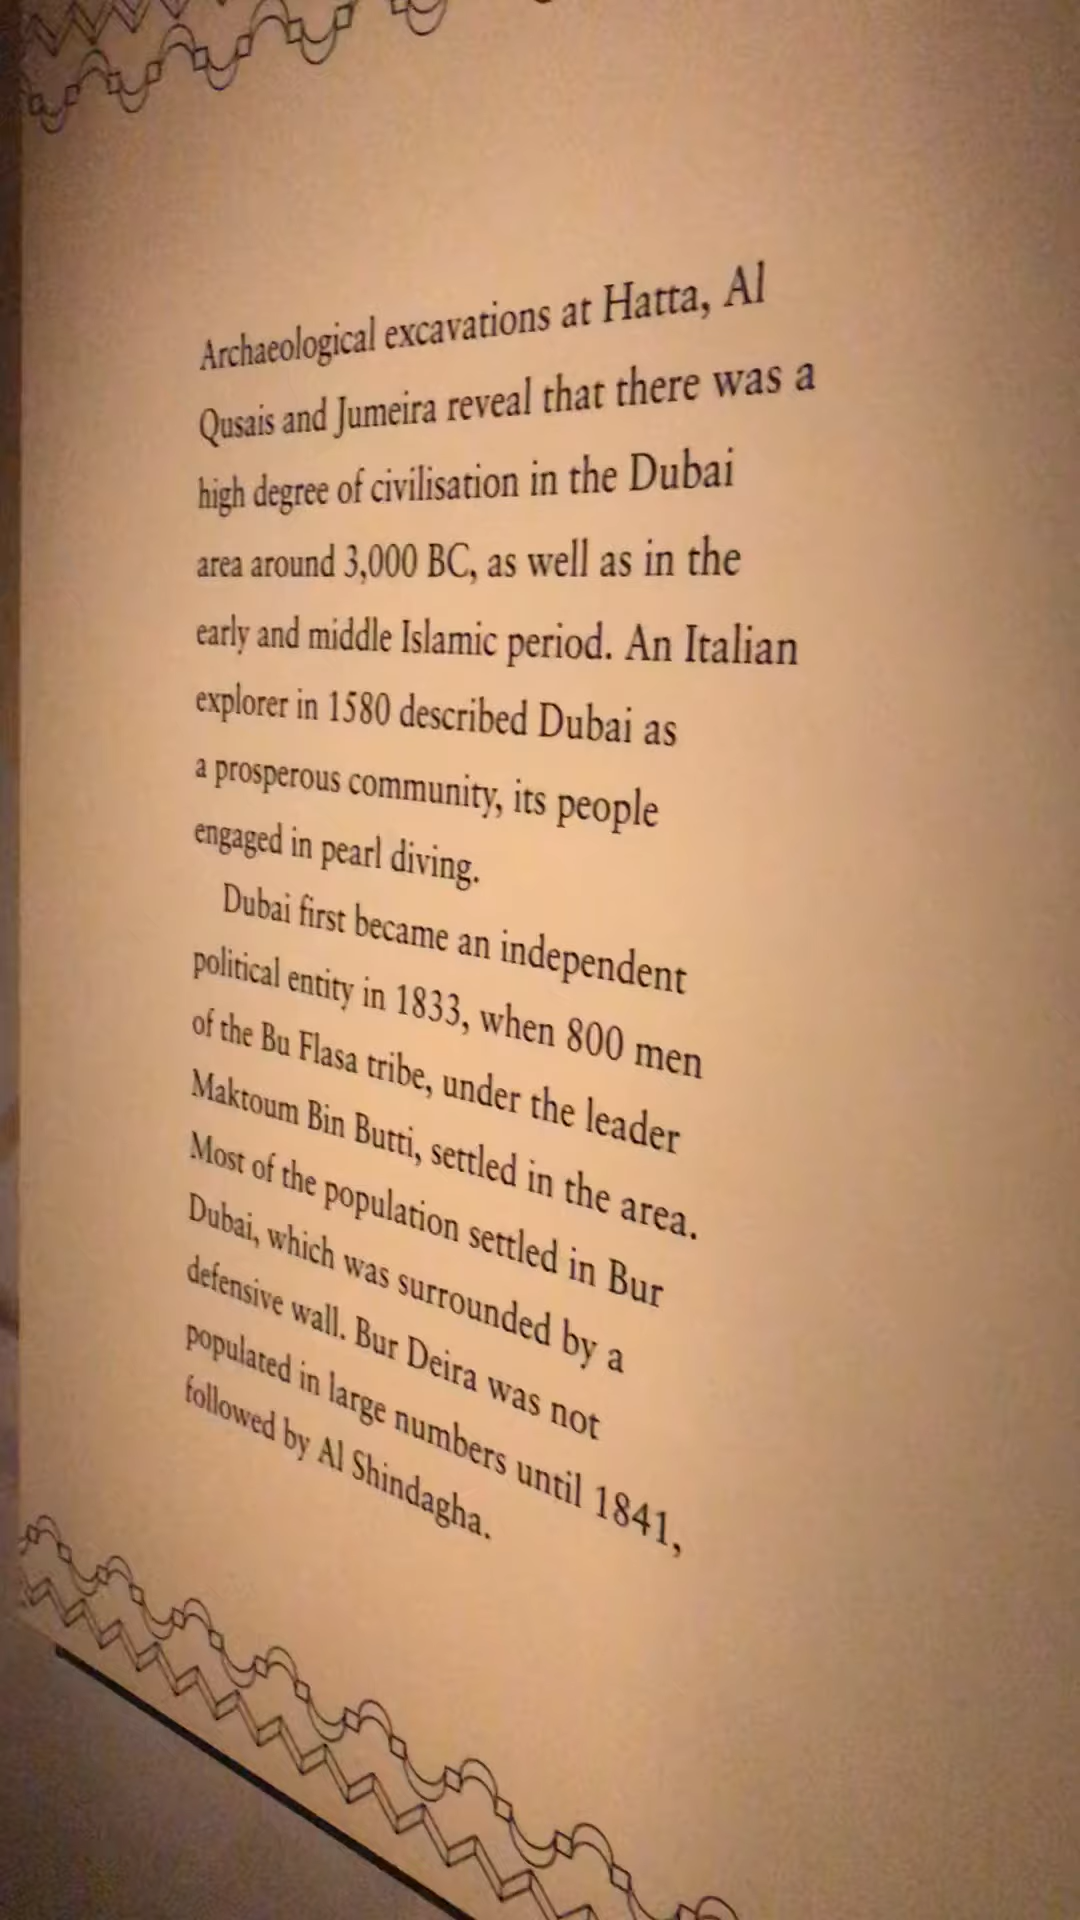 Archaeological excavations at Hatta, Al
Qusais and Jumeira reveal that there was a
high degree of civilisation in the Dubai
area around 3,000 BC, as well as in the
early and middle Islamic period. An Italian
explorer in 1580 described Dubai as
a prosperous community, its people
engaged in pearl diving.
Dubai first became an independent
political entity in 1833, when 800 men
of the Bu Flasa tribe, under the leader
Maktoum Bin Butti, settled in the area.
Most of the population settled in Bur
Dubai, which was surrounded by a
defensive wall. Bur Deira was not
populated in large numbers until 1841,
followed by Al Shindagha.